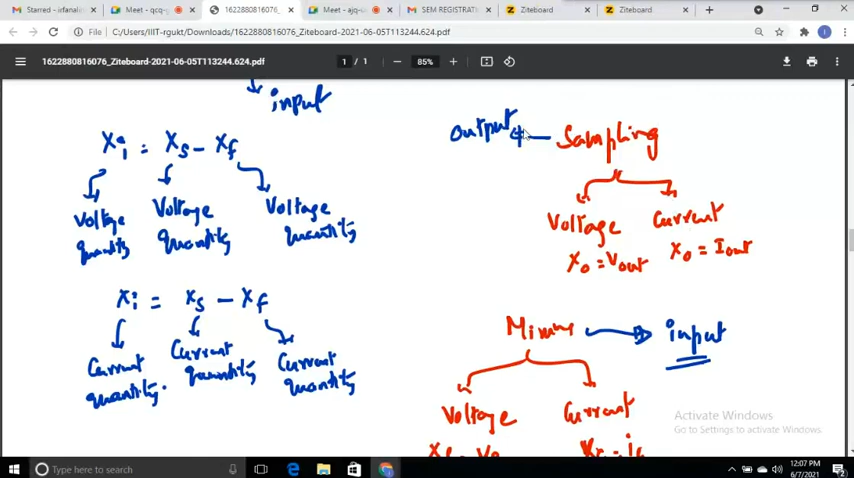 Starred - irfanalei
Meet - qcq-
1622880816076_
Meet - ajq-s
SEM REGISTRATI
Ziteboard
Ziteboard
File | C:/Users/IIIT-rgukt/Downloads/1622880816076_Ziteboard-2021-06-05T113244.624.pdf
1622880816076_Ziteboard-2021-06-05T113244.624.pdf
1 / 1
85%
input
output
Sampling
Xi = Xs - Xf
Voltage quantity
Voltage quantity
Voltage quantity
Voltage
Xo = Vout
Current
Xo = Iout
Xi = Xs - Xf
Current quantity.
Current quantity
Current quantity
Mixing
input
Voltage
Current
Activate Windows
Go to Settings to activate Windows.
Type here to search
12:07 PM
6/7/2021